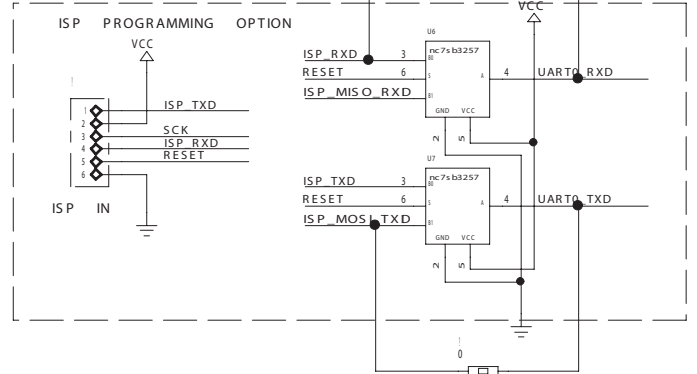 ISP PROGRAMMING OPTION
VCC
1 ISP_TXD
2
3 SCK
4 ISP_RXD
5 RESET
6
ISP IN
VCC
U6
nc7sb3257
ISP_RXD 3 B0
RESET 6 S A 4 UART0_RXD
ISP_MISO_RXD B1
GND VCC
2 5
U7
nc7sb3257
ISP_TXD 3 B0
RESET 6 S A 4 UART0_TXD
ISP_MOSI_TXD B1
GND VCC
2 5
0